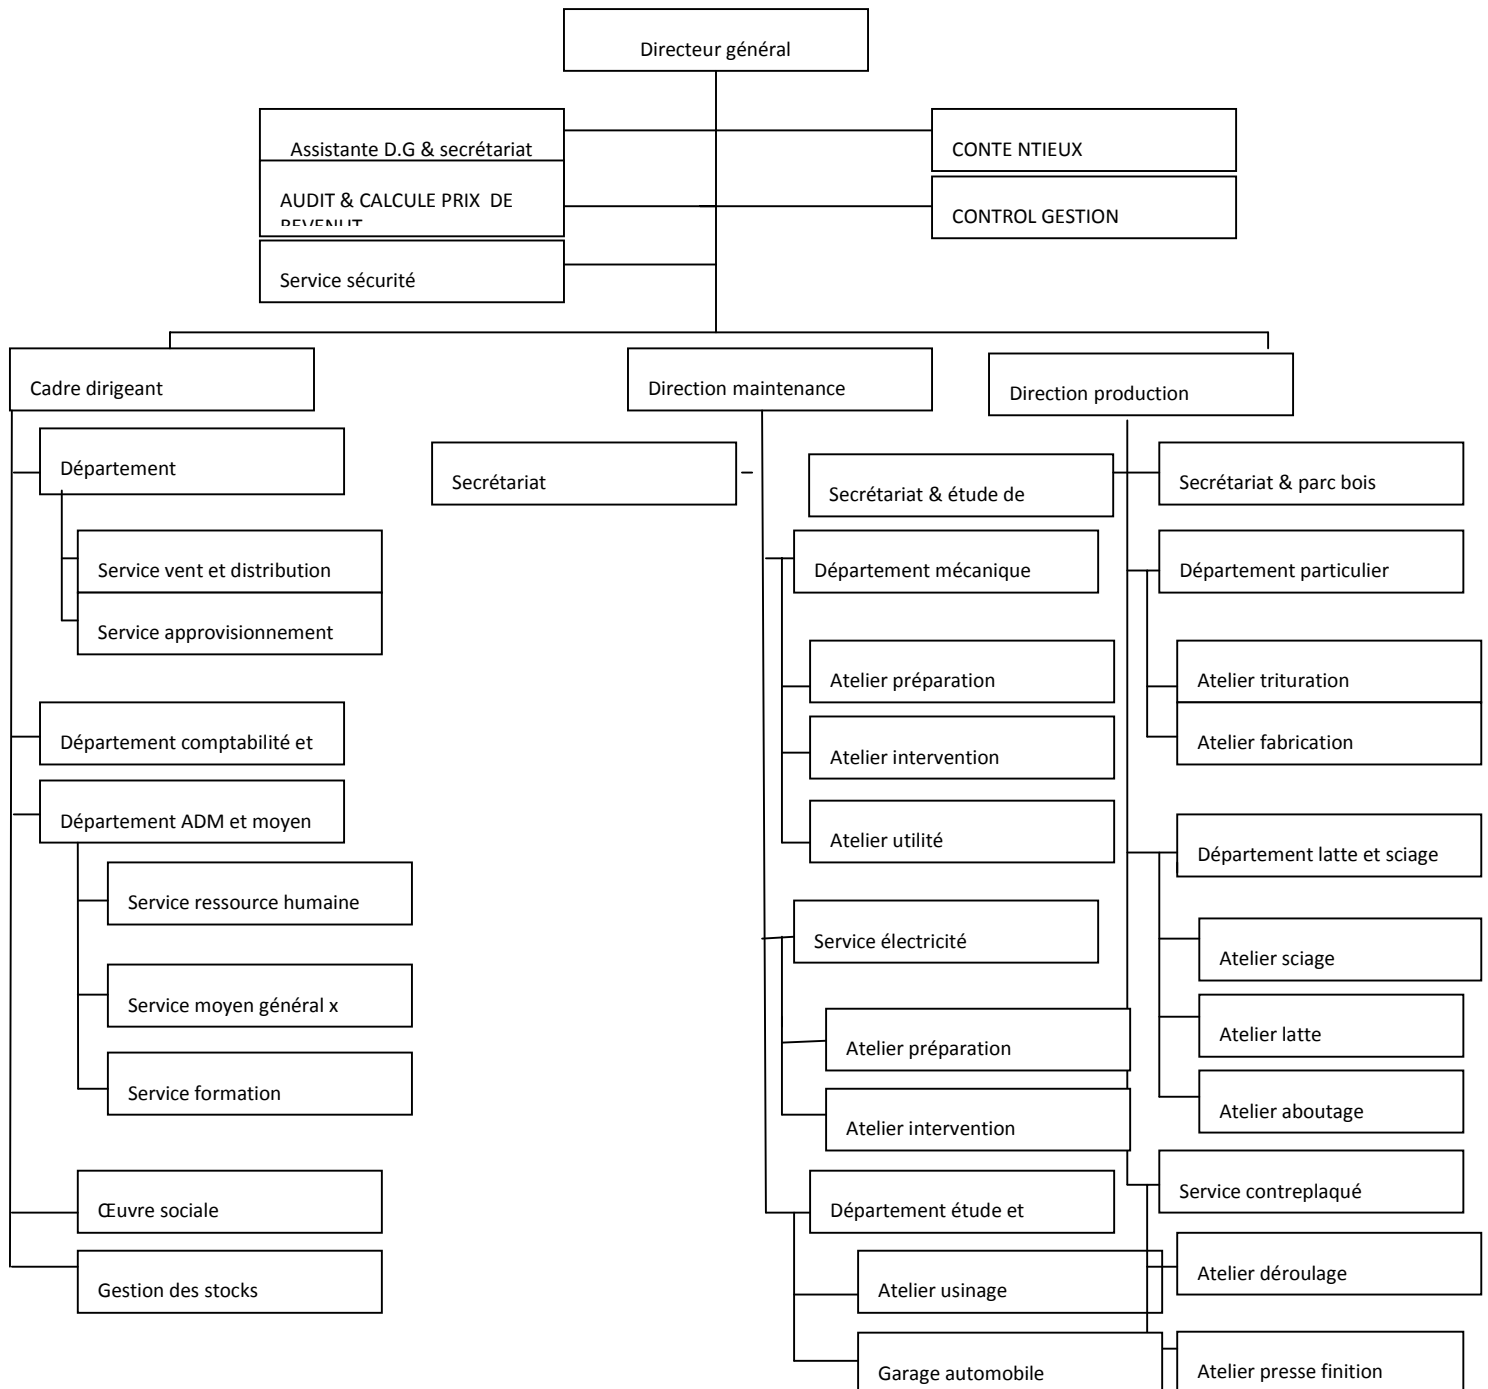 Directeur général
Assistante D.G & secrétariat
CONTE NTIEUX
AUDIT & CALCULE PRIX DE
REVENUT
CONTROL GESTION
Service sécurité
Cadre dirigeant
Direction maintenance
Direction production
Département
Secrétariat
Secrétariat & étude de
Secrétariat & parc bois
Service vent et distribution
Service approvisionnement
Département mécanique
Département particulier
Atelier préparation
Atelier trituration
Atelier intervention
Atelier fabrication
Département comptabilité et
Département ADM et moyen
Atelier utilité
Département latte et sciage
Service ressource humaine
Service électricité
Atelier sciage
Service moyen général x
Atelier latte
Atelier préparation
Service formation
Atelier aboutage
Atelier intervention
Œuvre sociale
Département étude et
Service contreplaqué
Gestion des stocks
Atelier usinage
Atelier déroulage
Garage automobile
Atelier presse finition